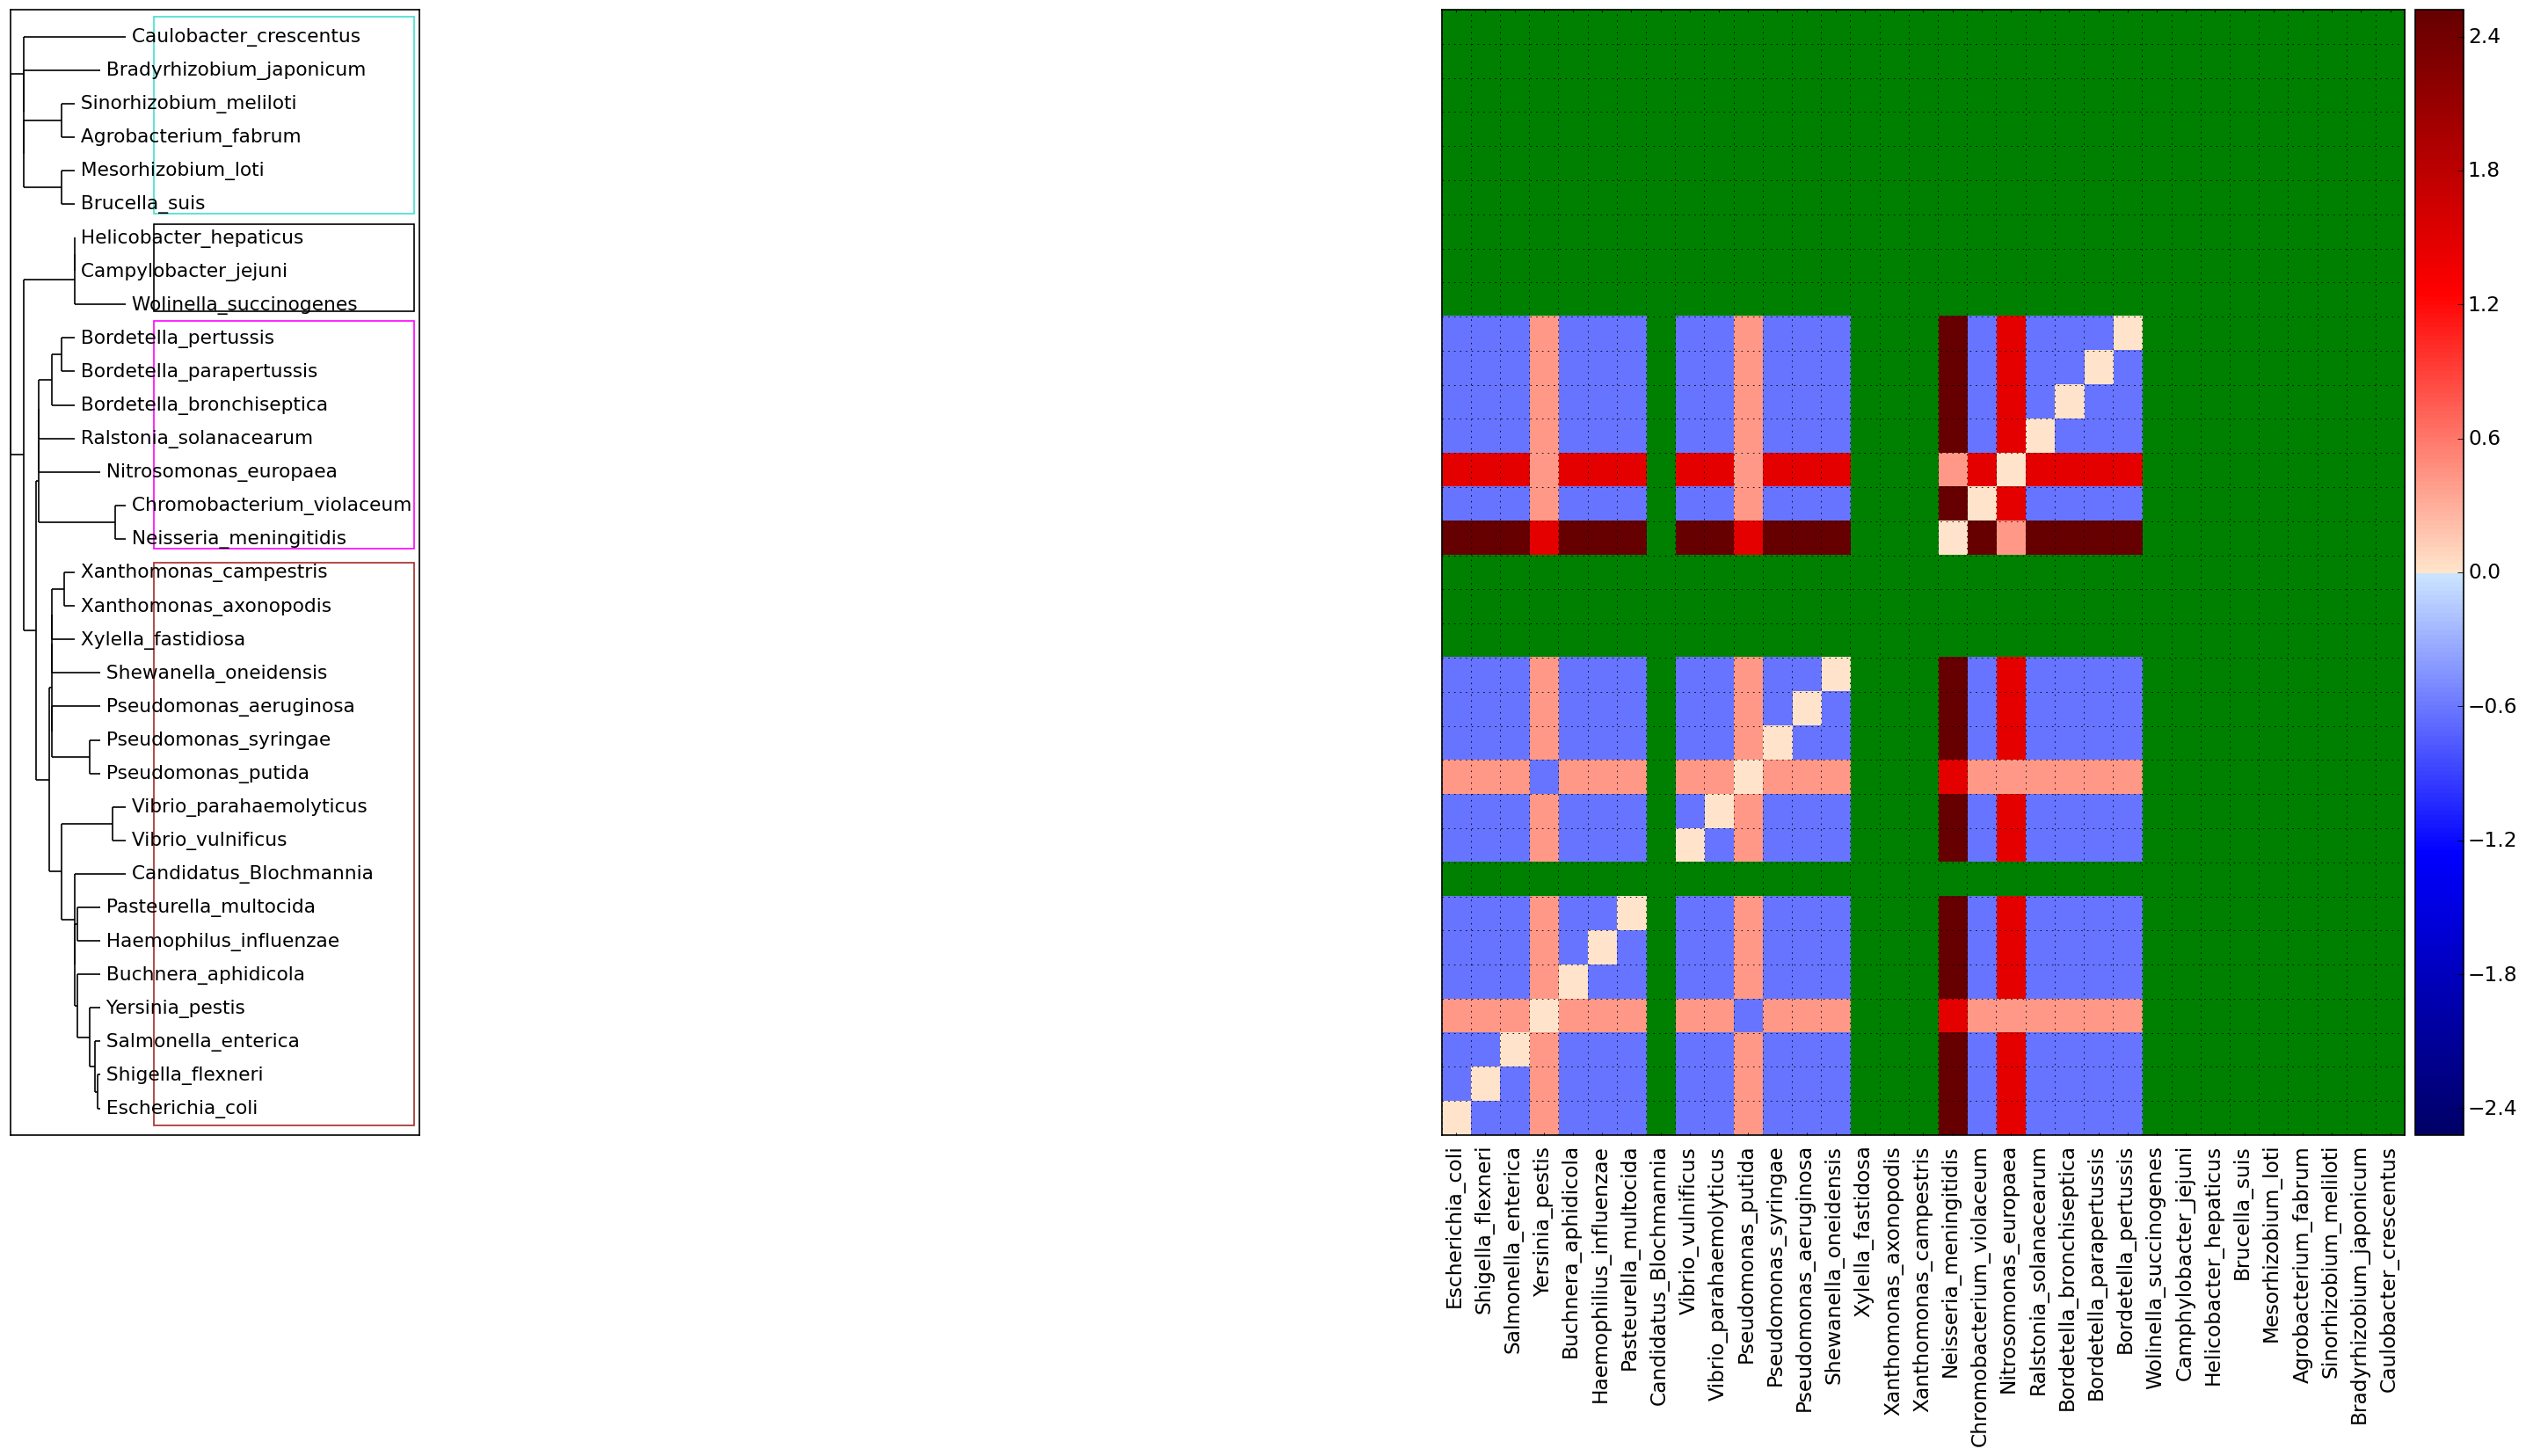 Caulobacter_crescentus
Bradyrhizobium_japonicum
Sinorhizobium_meliloti
Agrobacterium_fabrum
Mesorhizobium_loti
Brucella_suis
Helicobacter_hepaticus
Campylobacter_jejuni
Wolinella_succinogenes
Bordetella_pertussis
Bordetella_parapertussis
Bordetella_bronchiseptica
Ralstonia_solanacearum
Nitrosomonas_europaea
Chromobacterium_violaceum
Neisseria_meningitidis
Xanthomonas_campestris
Xanthomonas_axonopodis
Xylella_fastidiosa
Shewanella_oneidensis
Pseudomonas_aeruginosa
Pseudomonas_syringae
Pseudomonas_putida
Vibrio_parahaemolyticus
Vibrio_vulnificus
Candidatus_Blochmannia
Pasteurella_multocida
Haemophilus_influenzae
Buchnera_aphidicola
Yersinia_pestis
Salmonella_enterica
Shigella_flexneri
Escherichia_coli
2.4
1.8
1.2
0.6
0.0
−0.6
−1.2
−1.8
−2.4
Escherichia_coli
Shigella_flexneri
Salmonella_enterica
Yersinia_pestis
Buchnera_aphidicola
Haemophilius_influenzae
Pasteurella_multocida
Candidatus_Blochmannia
Vibrio_vulnificus
Vibrio_parahaemolyticus
Pseudomonas_putida
Pseudomonas_syringae
Pseudomonas_aeruginosa
Shewanella_oneidensis
Xylella_fastidosa
Xanthomonas_axonopodis
Xanthomonas_campestris
Neisseria_meningitidis
Chromobacterium_violaceum
Nitrosomonas_europaea
Ralstonia_solanacearum
Bordetella_bronchiseptica
Bordetella_parapertussis
Bordetella_pertussis
Wolinella_succinogenes
Camphylobacter_jejuni
Helicobacter_hepaticus
Brucella_suis
Mesorhizobium_loti
Agrobacterium_fabrum
Sinorhizobium_meliloti
Bradyrhizobium_japonicum
Caulobacter_crescentus